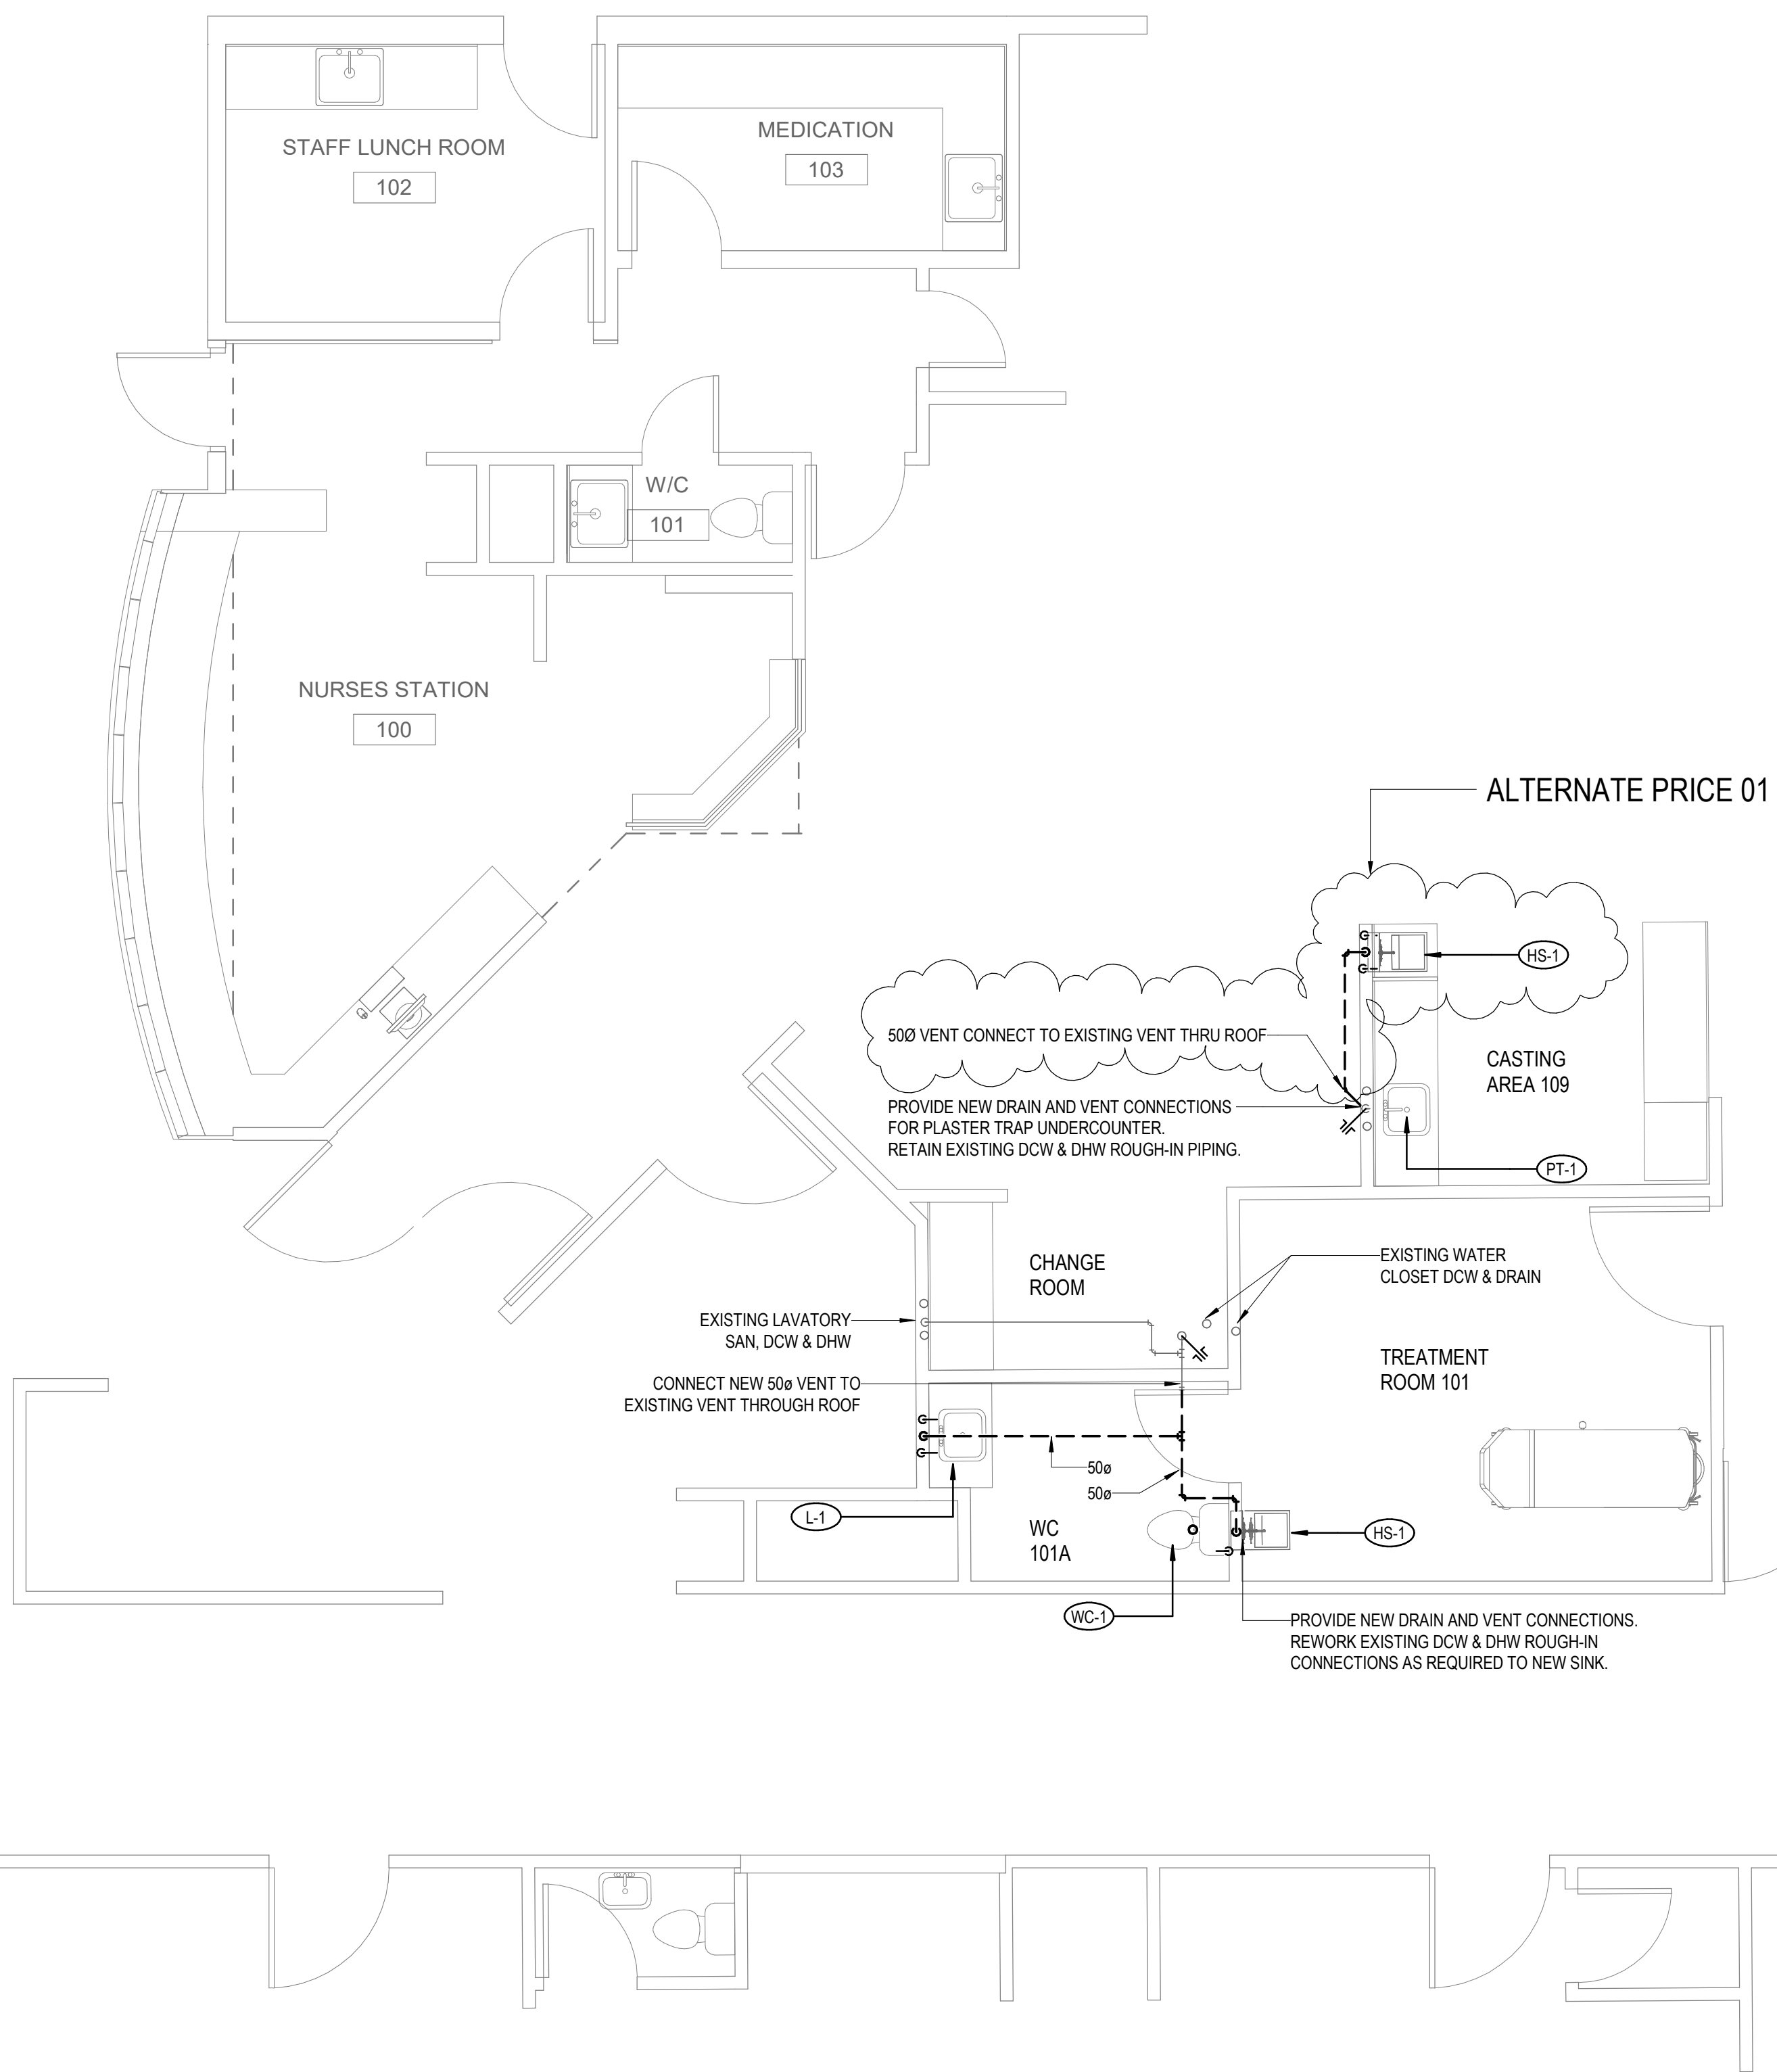 STAFF LUNCH ROOM
102
MEDICATION
103
W/C
101
NURSES STATION
100
ALTERNATE PRICE 01
HS-1
50Ø VENT CONNECT TO EXISTING VENT THRU ROOF
CASTING
AREA 109
PROVIDE NEW DRAIN AND VENT CONNECTIONS
FOR PLASTER TRAP UNDERCOUNTER.
RETAIN EXISTING DCW & DHW ROUGH-IN PIPING.
PT-1
CHANGE
ROOM
EXISTING WATER
CLOSET DCW & DRAIN
EXISTING LAVATORY
SAN, DCW & DHW
TREATMENT
ROOM 101
CONNECT NEW 50ø VENT TO
EXISTING VENT THROUGH ROOF
50ø
50ø
L-1
WC
101A
HS-1
WC-1
PROVIDE NEW DRAIN AND VENT CONNECTIONS.
REWORK EXISTING DCW & DHW ROUGH-IN
CONNECTIONS AS REQUIRED TO NEW SINK.